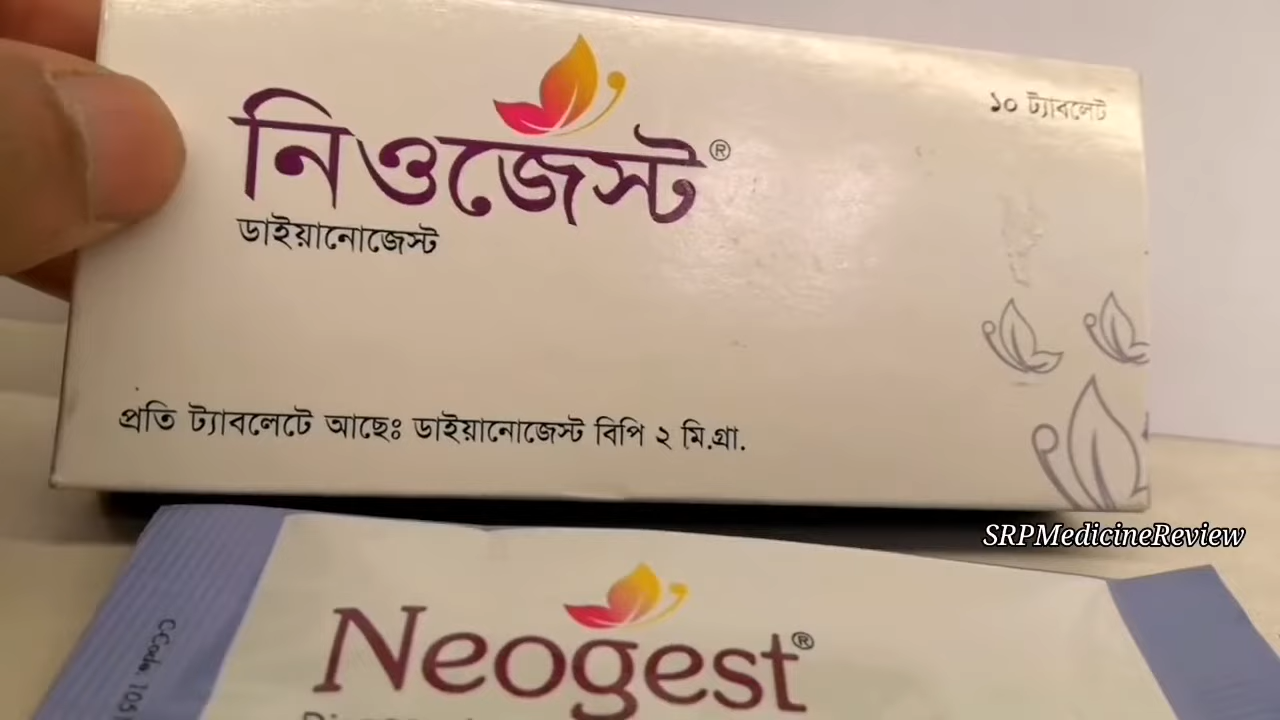 ১০ ট্যাবলেট
নিওজেস্ট®
ডাইয়ানোজেস্ট
প্রতি ট্যাবলেটে আছেঃ ডাইয়ানোজেস্ট বিপি ২ মি.গ্রা.
SRPMedicineReview
Neogest®